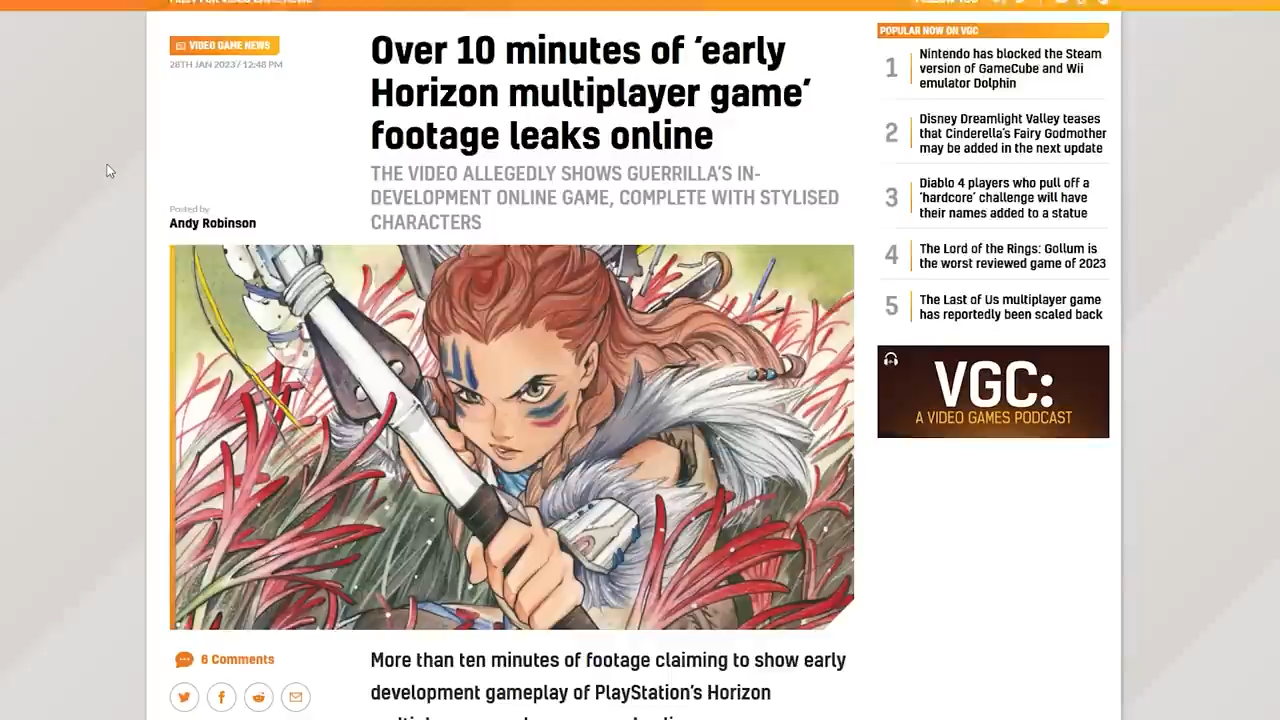 VIDEO GAME NEWS
28TH JAN 2023 / 12:48 PM
Posted by
Andy Robinson
Over 10 minutes of ‘early
Horizon multiplayer game’
footage leaks online
THE VIDEO ALLEGEDLY SHOWS GUERRILLA’S IN-
DEVELOPMENT ONLINE GAME, COMPLETE WITH STYLISED
CHARACTERS
6 Comments
More than ten minutes of footage claiming to show early
development gameplay of PlayStation’s Horizon
POPULAR NOW ON VGC
1
Nintendo has blocked the Steam
version of GameCube and Wii
emulator Dolphin
2
Disney Dreamlight Valley teases
that Cinderella’s Fairy Godmother
may be added in the next update
3
Diablo 4 players who pull off a
‘hardcore’ challenge will have
their names added to a statue
4
The Lord of the Rings: Gollum is
the worst reviewed game of 2023
5
The Last of Us multiplayer game
has reportedly been scaled back
VGC:
A VIDEO GAMES PODCAST